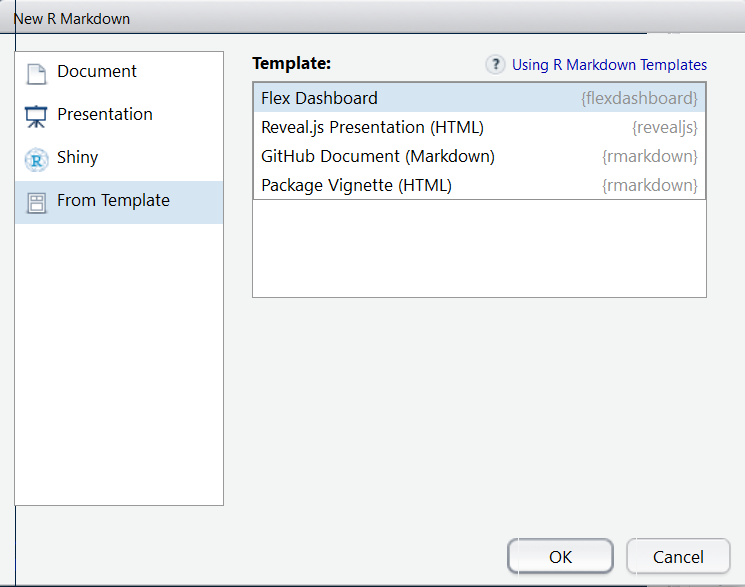 New R Markdown
Document
Presentation
Shiny
From Template
Template:
? Using R Markdown Templates
Flex Dashboard {flexdashboard}
Reveal.js Presentation (HTML) {revealjs}
GitHub Document (Markdown) {rmarkdown}
Package Vignette (HTML) {rmarkdown}
OK Cancel